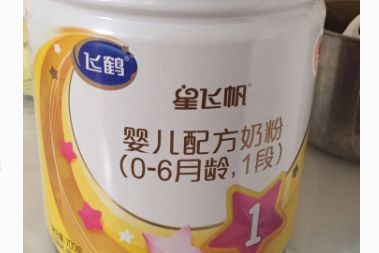 飞鹤
星飞帆
婴儿配方奶粉
(0-6月龄,1段)
1